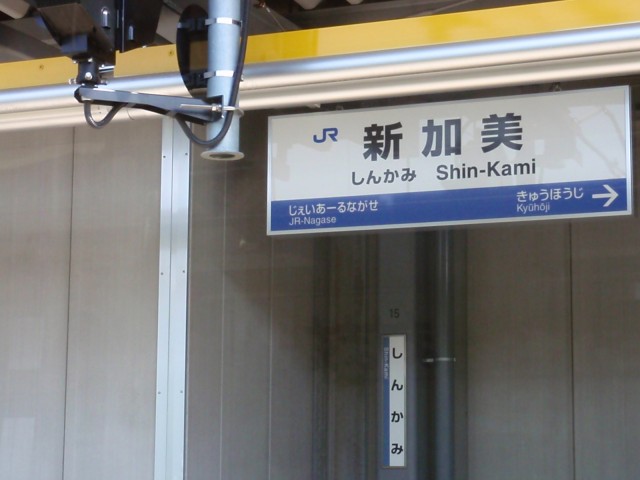 JR 新加美
しんかみ Shin-Kami
じぇいあーるながせ きゅうほうじ
JR-Nagase Kyūhōji
15
しんかみ